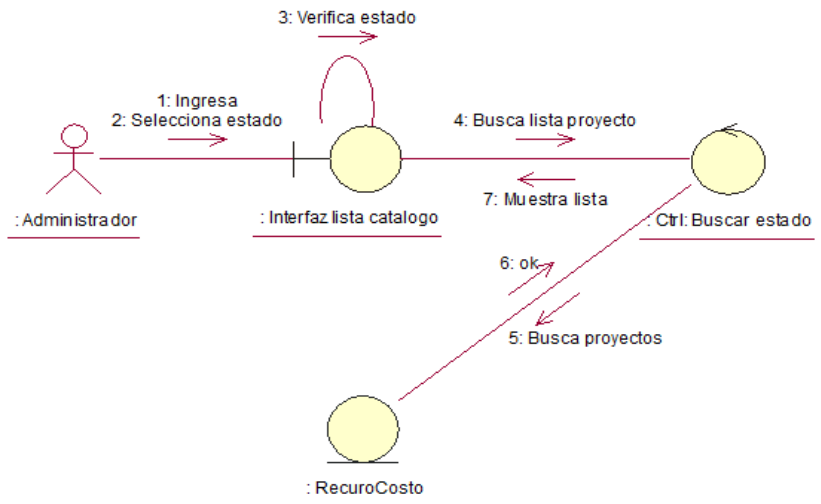 3: Verifica estado
1: Ingresa
2: Selecciona estado
4: Busca lista proyecto
7: Muestra lista
: Administrador
: Interfaz lista catalogo
: Ctrl: Buscar estado
6: ok
5: Busca proyectos
: RecuroCosto